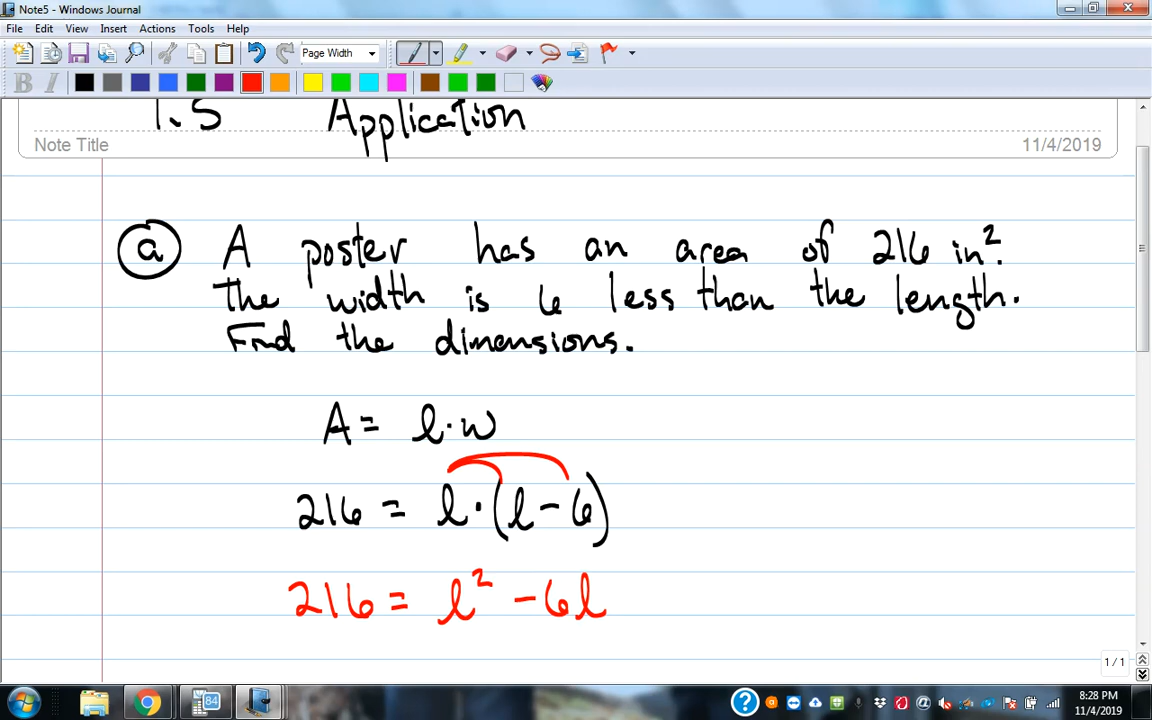 Note5 - Windows Journal
File Edit View Insert Actions Tools Help
Page Width
B I
1.5 Application
Note Title 11/4/2019
a A poster has an area of 216 in².
The width is 6 less than the length.
Find the dimensions.
A = l·w
216 = l·(l-6)
216 = l² - 6l
1 / 1
84
8:28 PM
11/4/2019